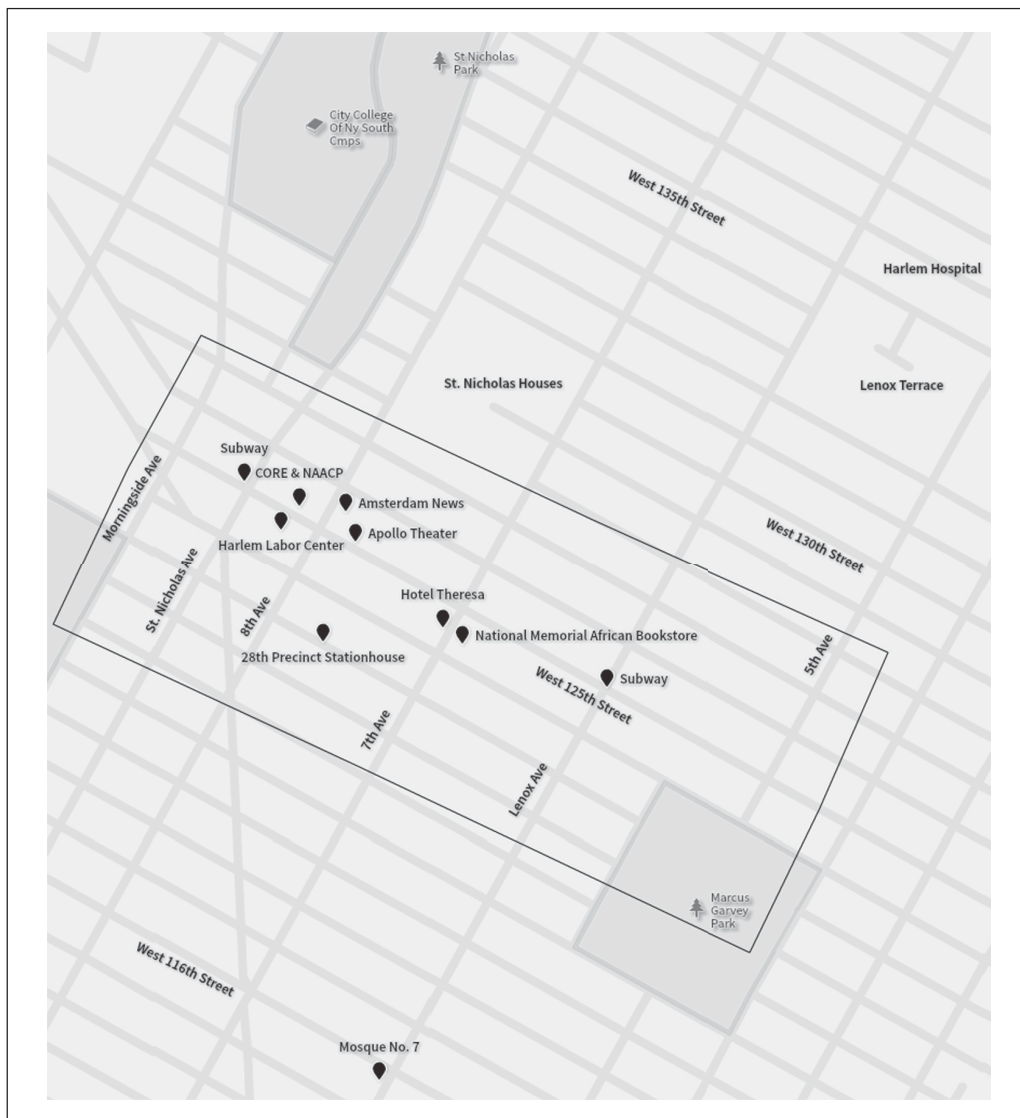 St Nicholas
Park
City College
Of Ny South
Cmps
West 135th Street
Harlem Hospital
St. Nicholas Houses
Lenox Terrace
Subway
CORE & NAACP
Morningside Ave
Amsterdam News
Apollo Theater
Harlem Labor Center
West 130th Street
St. Nicholas Ave
8th Ave
Hotel Theresa
National Memorial African Bookstore
28th Precinct Stationhouse
5th Ave
Subway
West 125th Street
7th Ave
Lenox Ave
Marcus
Garvey
Park
West 116th Street
Mosque No. 7